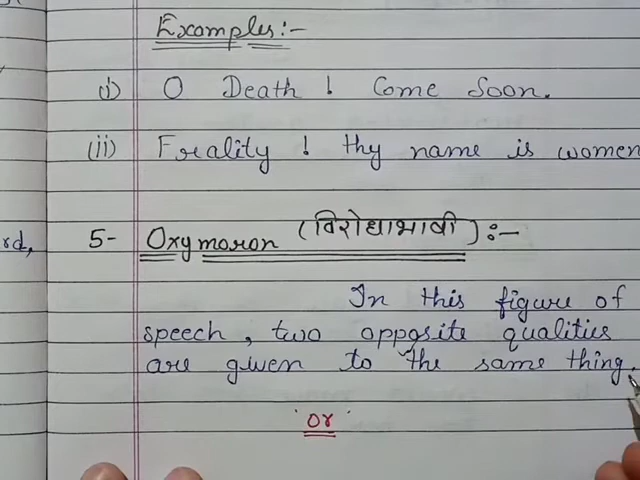 Examples:-
(i) O Death ! Come Soon.
(ii) Frality ! thy name is women
5- Oxymoron (विरोधाभाषी) :-
In this figure of
speech, two opposite qualities
are given to the same thing.
or